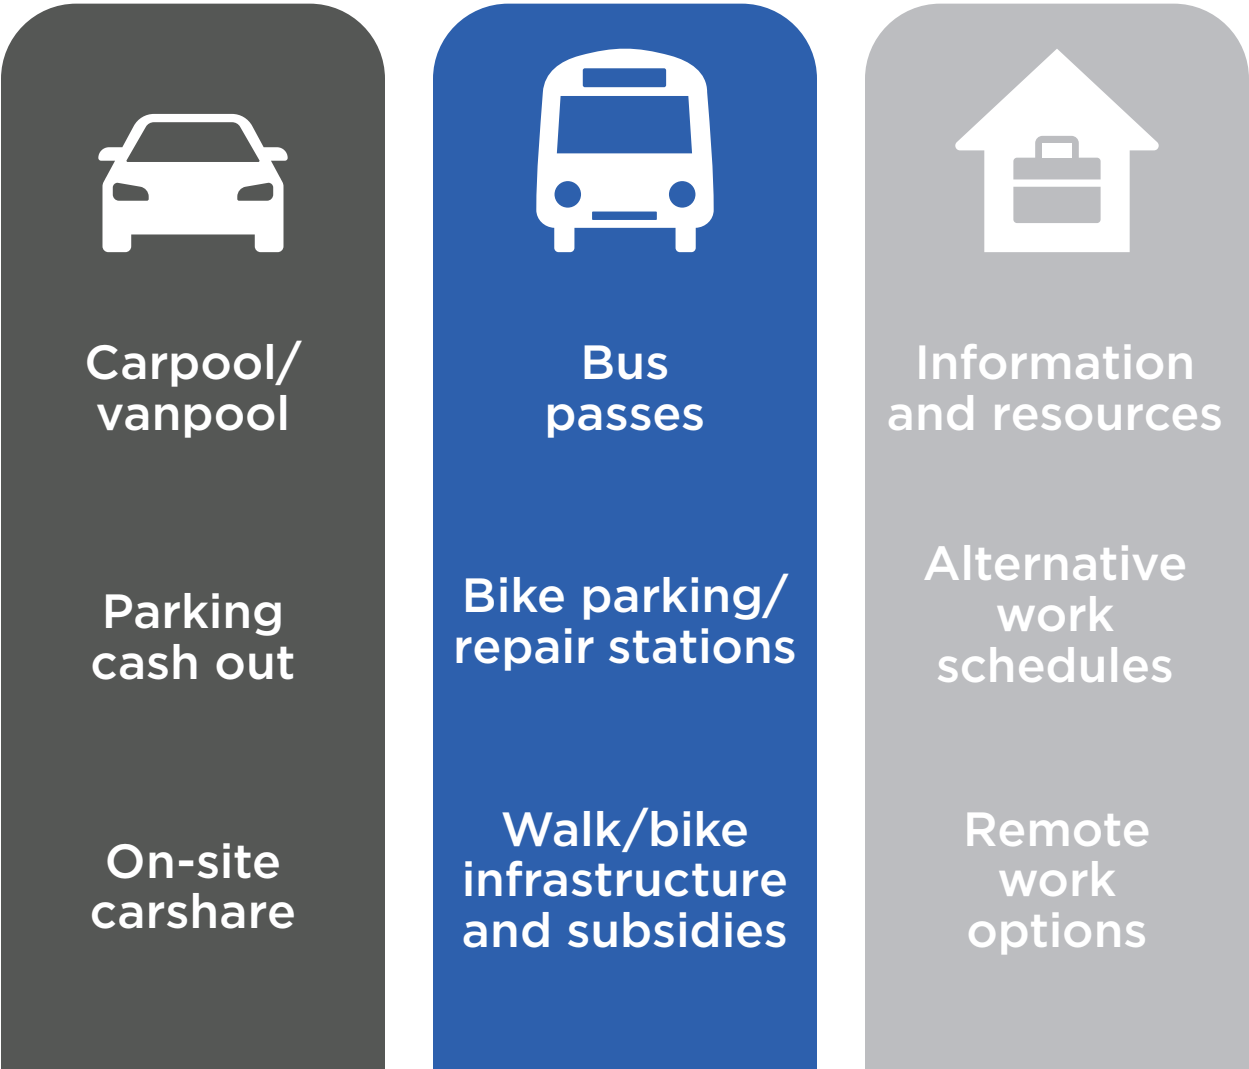 Carpool/
vanpool
Parking
cash out
On-site
carshare
Bus
passes
Bike parking/
repair stations
Walk/bike
infrastructure
and subsidies
Information
and resources
Alternative
work
schedules
Remote
work
options